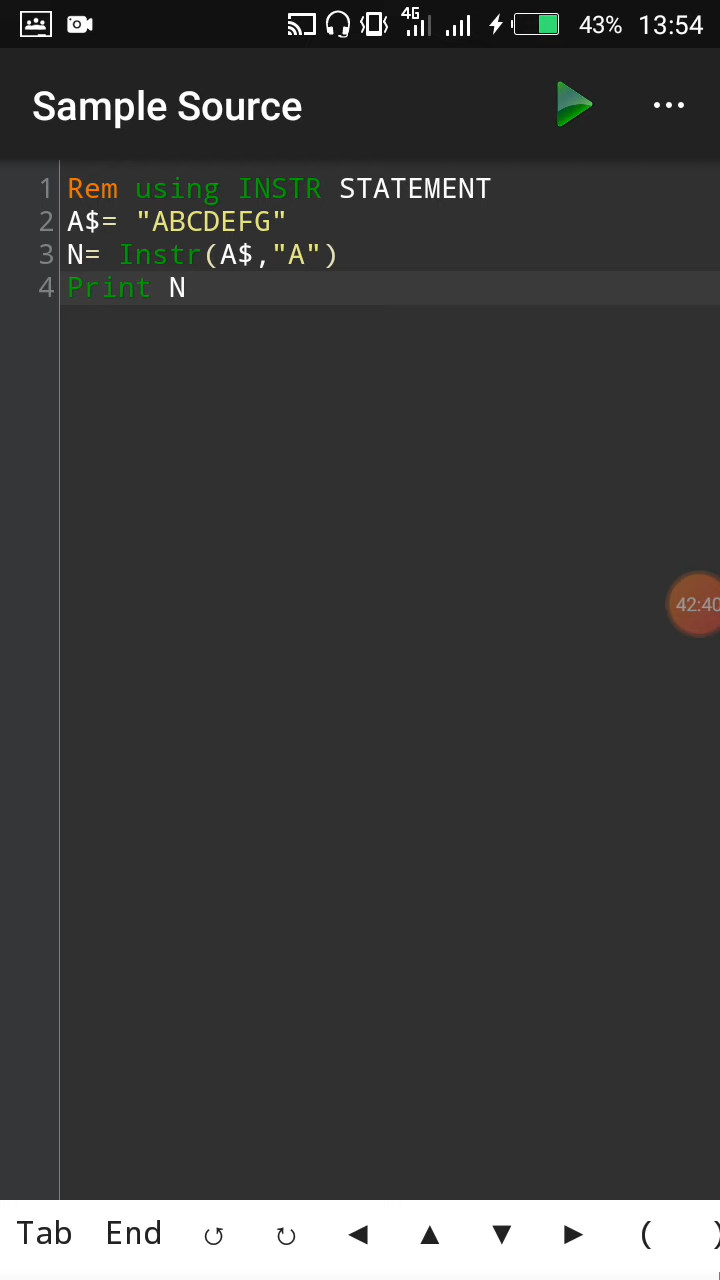 4G 43% 13:54
Sample Source
1 Rem using INSTR STATEMENT
2 A$= "ABCDEFG"
3 N= Instr(A$,"A")
4 Print N
42:40
Tab End ( )